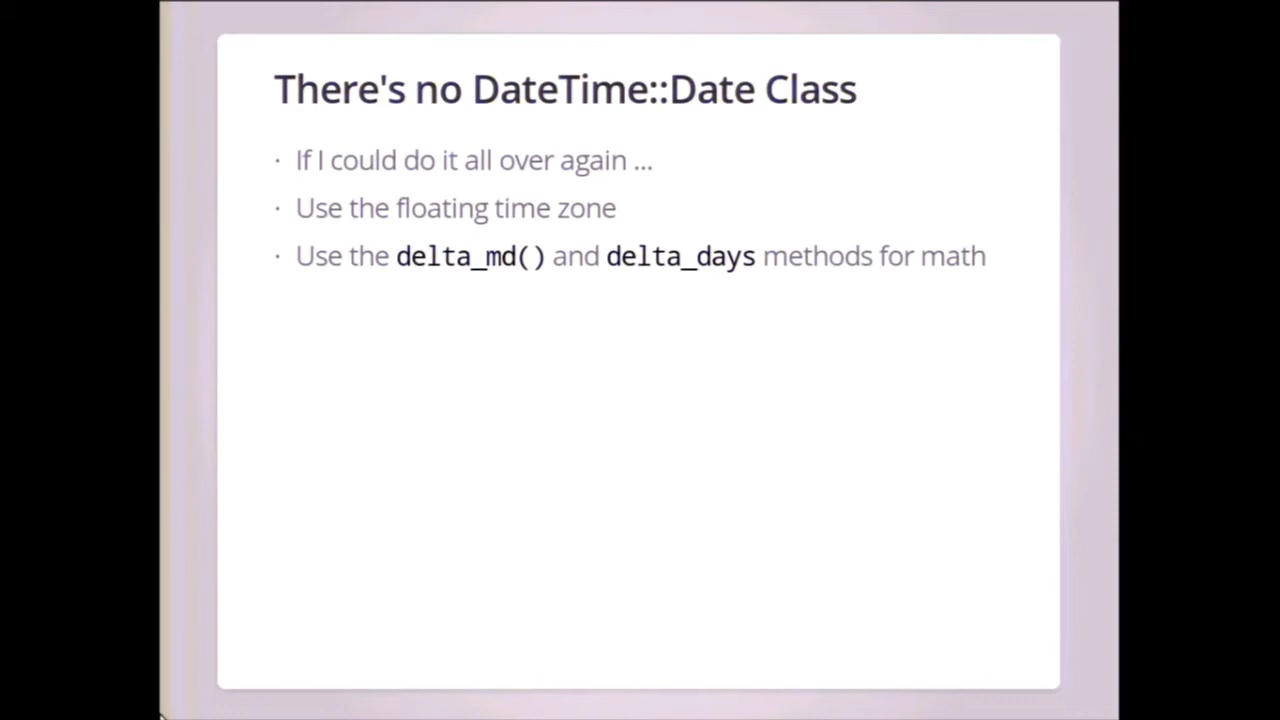 There's no DateTime::Date Class
· If I could do it all over again ...
· Use the floating time zone
· Use the delta_md() and delta_days methods for math